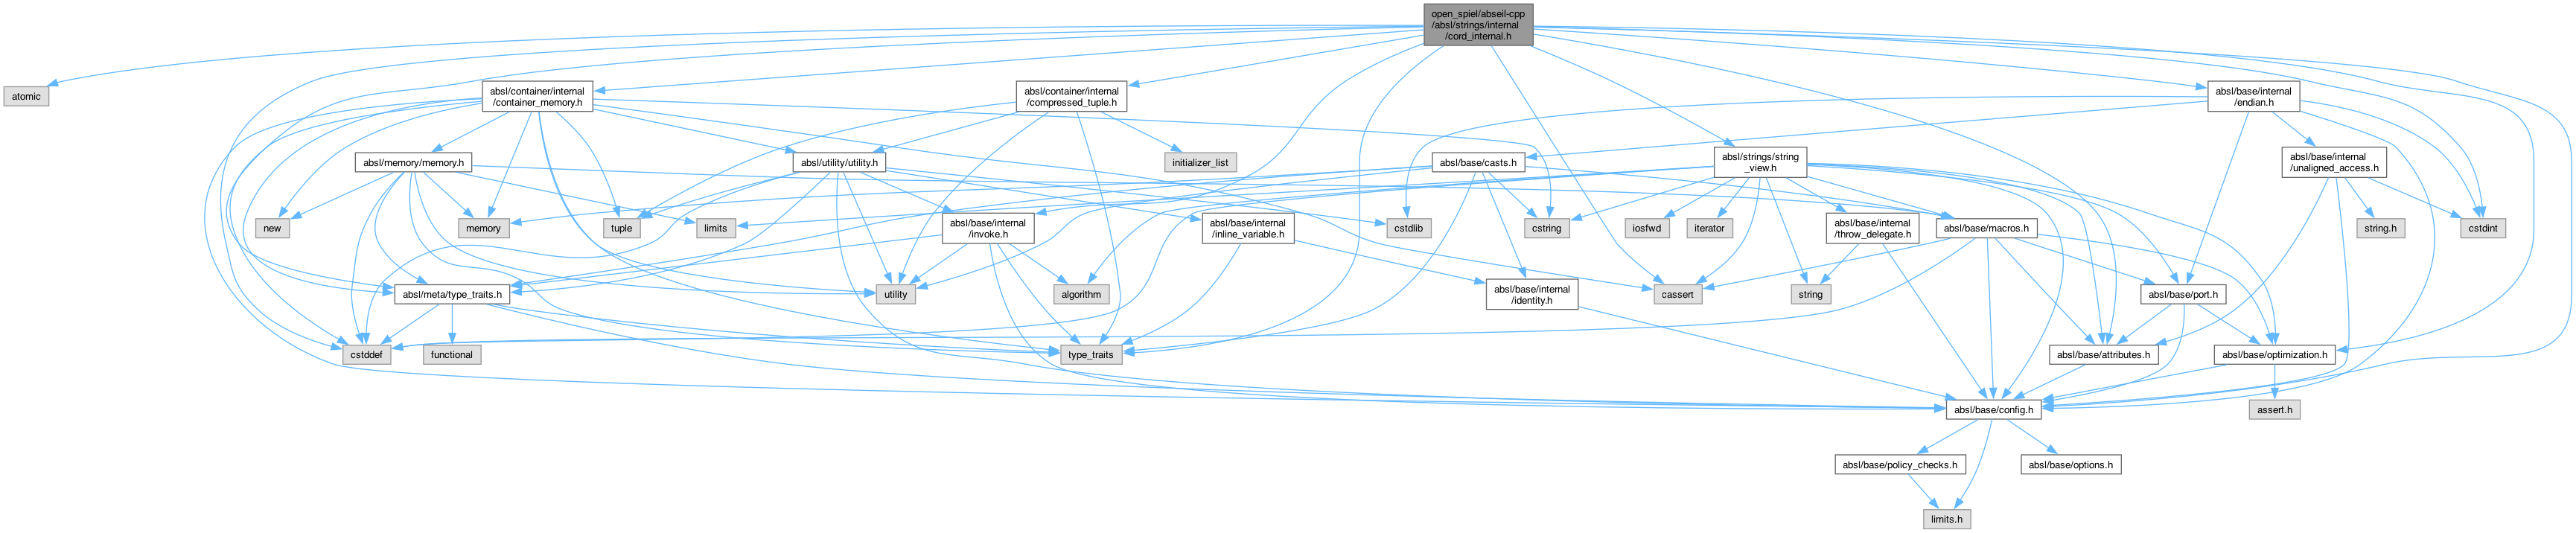 open_spiel/abseil-cpp
/absl/strings/internal
/cord_internal.h
atomic
absl/container/internal
/container_memory.h
absl/container/internal
/compressed_tuple.h
absl/base/internal
/endian.h
absl/memory/memory.h
absl/utility/utility.h
initializer_list
absl/base/casts.h
absl/strings/string
_view.h
absl/base/internal
/unaligned_access.h
new
memory
tuple
limits
absl/base/internal
/invoke.h
absl/base/internal
/inline_variable.h
cstdlib
cstring
iosfwd
iterator
absl/base/internal
/throw_delegate.h
absl/base/macros.h
string.h
cstdint
absl/meta/type_traits.h
utility
algorithm
absl/base/internal
/identity.h
cassert
string
absl/base/port.h
cstddef
functional
type_traits
absl/base/attributes.h
absl/base/optimization.h
absl/base/config.h
assert.h
absl/base/policy_checks.h
absl/base/options.h
limits.h